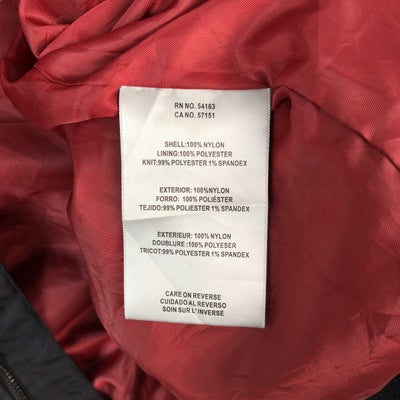 RN NO. 54163
CA NO. 57151
SHELL:100% NYLON
LINING:100% POLYESTER
KNIT:99% POLYESTER 1% SPANDEX
EXTERIOR: 100%NYLON
FORRO: 100% POLIÉSTER
TEJIDO:99% POLIESTER 1% SPANDEX
EXTERIEUR: 100% NYLON
DOUBLURE :100% POLYESER
TRICOT:99% POLYESTER 1% SPANDEX
CARE ON REVERSE
CUIDADO AL REVERSO
SOIN SUR L'INVERSE